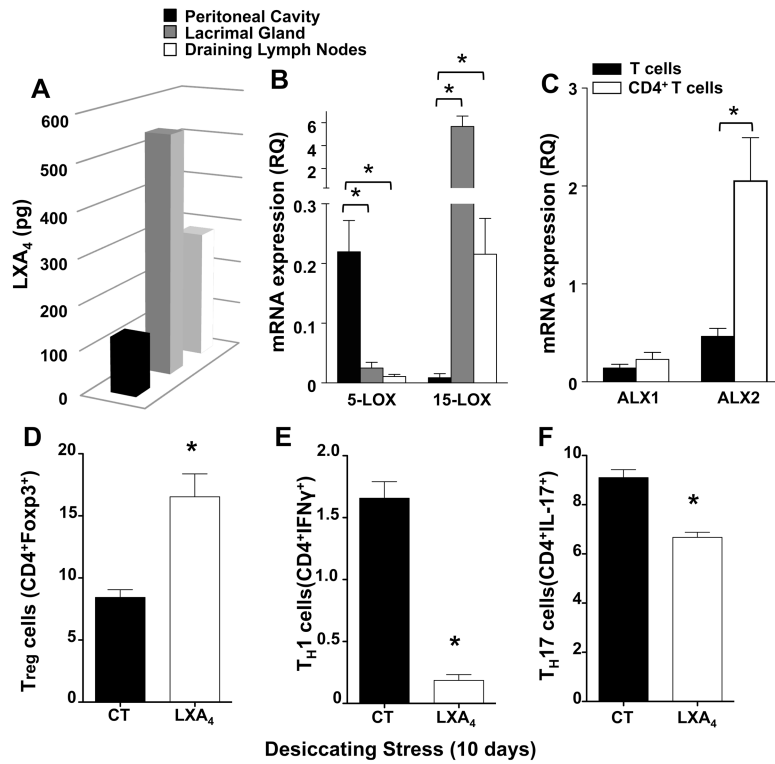 Peritoneal Cavity
Lacrimal Gland
Draining Lymph Nodes
A
LXA₄ (pg)
600
500
400
300
200
100
0
B
mRNA expression (RQ)
6
4
2
0.3
0.2
0.1
0
*
*
*
*
5-LOX 15-LOX
C
T cells
CD4⁺ T cells
mRNA expression (RQ)
3
2
1
0
*
ALX1 ALX2
D
Treg cells (CD4⁺Foxp3⁺)
20
15
10
5
0
*
CT LXA₄
E
T_H1 cells(CD4⁺IFNγ⁺)
2.0
1.5
1.0
0.5
0.0
*
CT LXA₄
F
T_H17 cells(CD4⁺IL-17⁺)
10
8
6
4
2
0
*
CT LXA₄
Desiccating Stress (10 days)